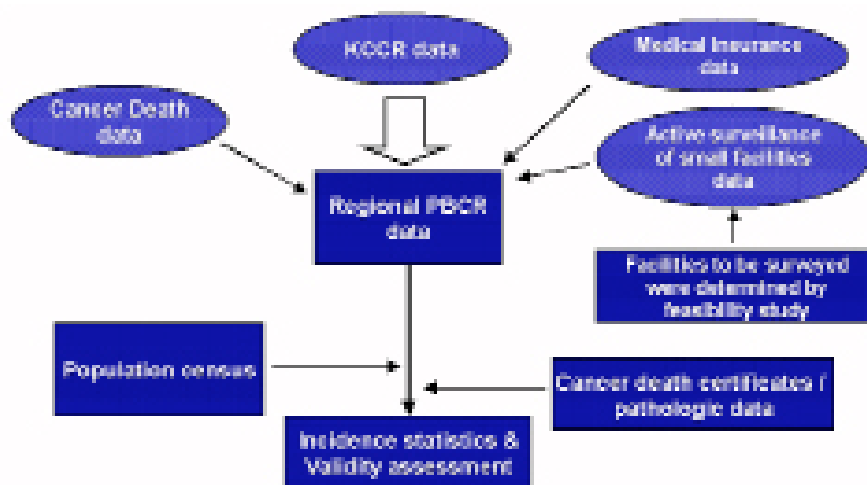 KCCR data
Medical Insurance
data
Cancer Death
data
Active surveillance
of small facilities
data
Regional PBCR
data
Facilities to be surveyed
were determined by
feasibility study
Population census
Cancer death certificates /
pathologic data
Incidence statistics &
Validity assessment